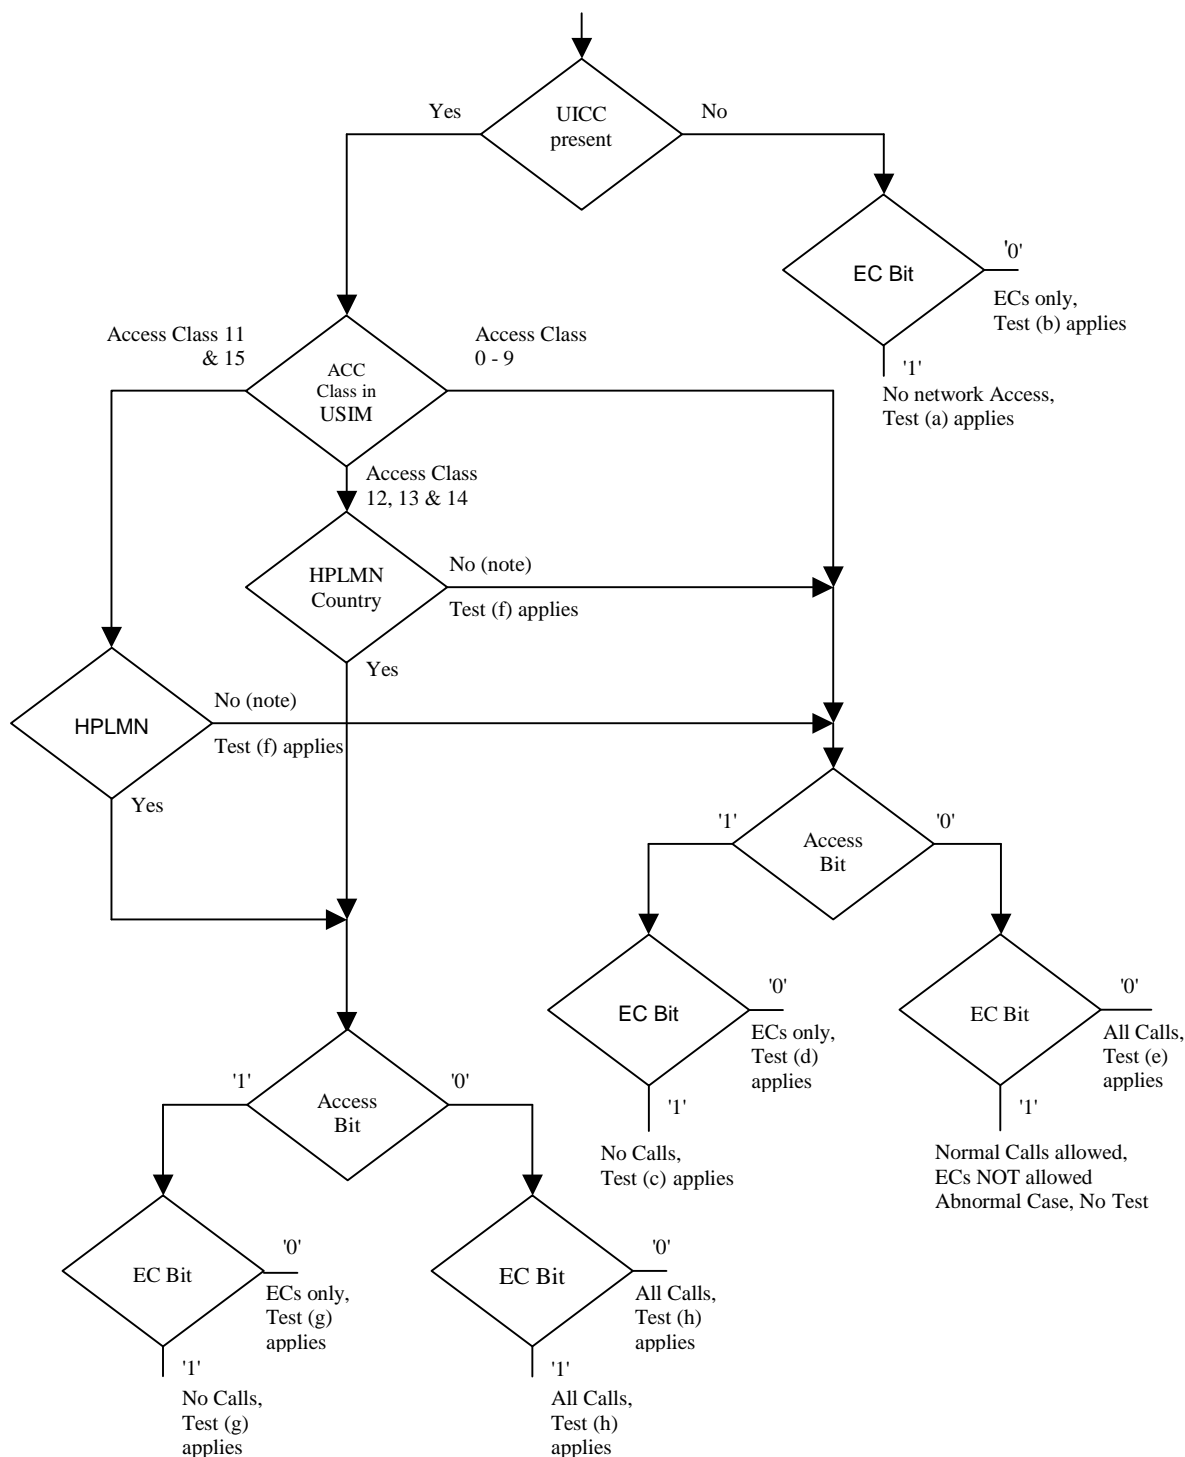 UICC
present
Yes
No
EC Bit
'0'
ECs only,
Test (b) applies
'1'
No network Access,
Test (a) applies
Access Class 11
& 15
Access Class
0 - 9
ACC
Class in
USIM
Access Class
12, 13 & 14
HPLMN
Country
No (note)
Test (f) applies
Yes
HPLMN
No (note)
Test (f) applies
Yes
Access
Bit
'1'
'0'
EC Bit
'0'
ECs only,
Test (d)
applies
'1'
No Calls,
Test (c) applies
EC Bit
'0'
All Calls,
Test (e)
applies
'1'
Normal Calls allowed,
ECs NOT allowed
Abnormal Case, No Test
Access
Bit
'1'
'0'
EC Bit
'0'
ECs only,
Test (g)
applies
'1'
No Calls,
Test (g)
applies
EC Bit
'0'
All Calls,
Test (h)
applies
'1'
All Calls,
Test (h)
applies